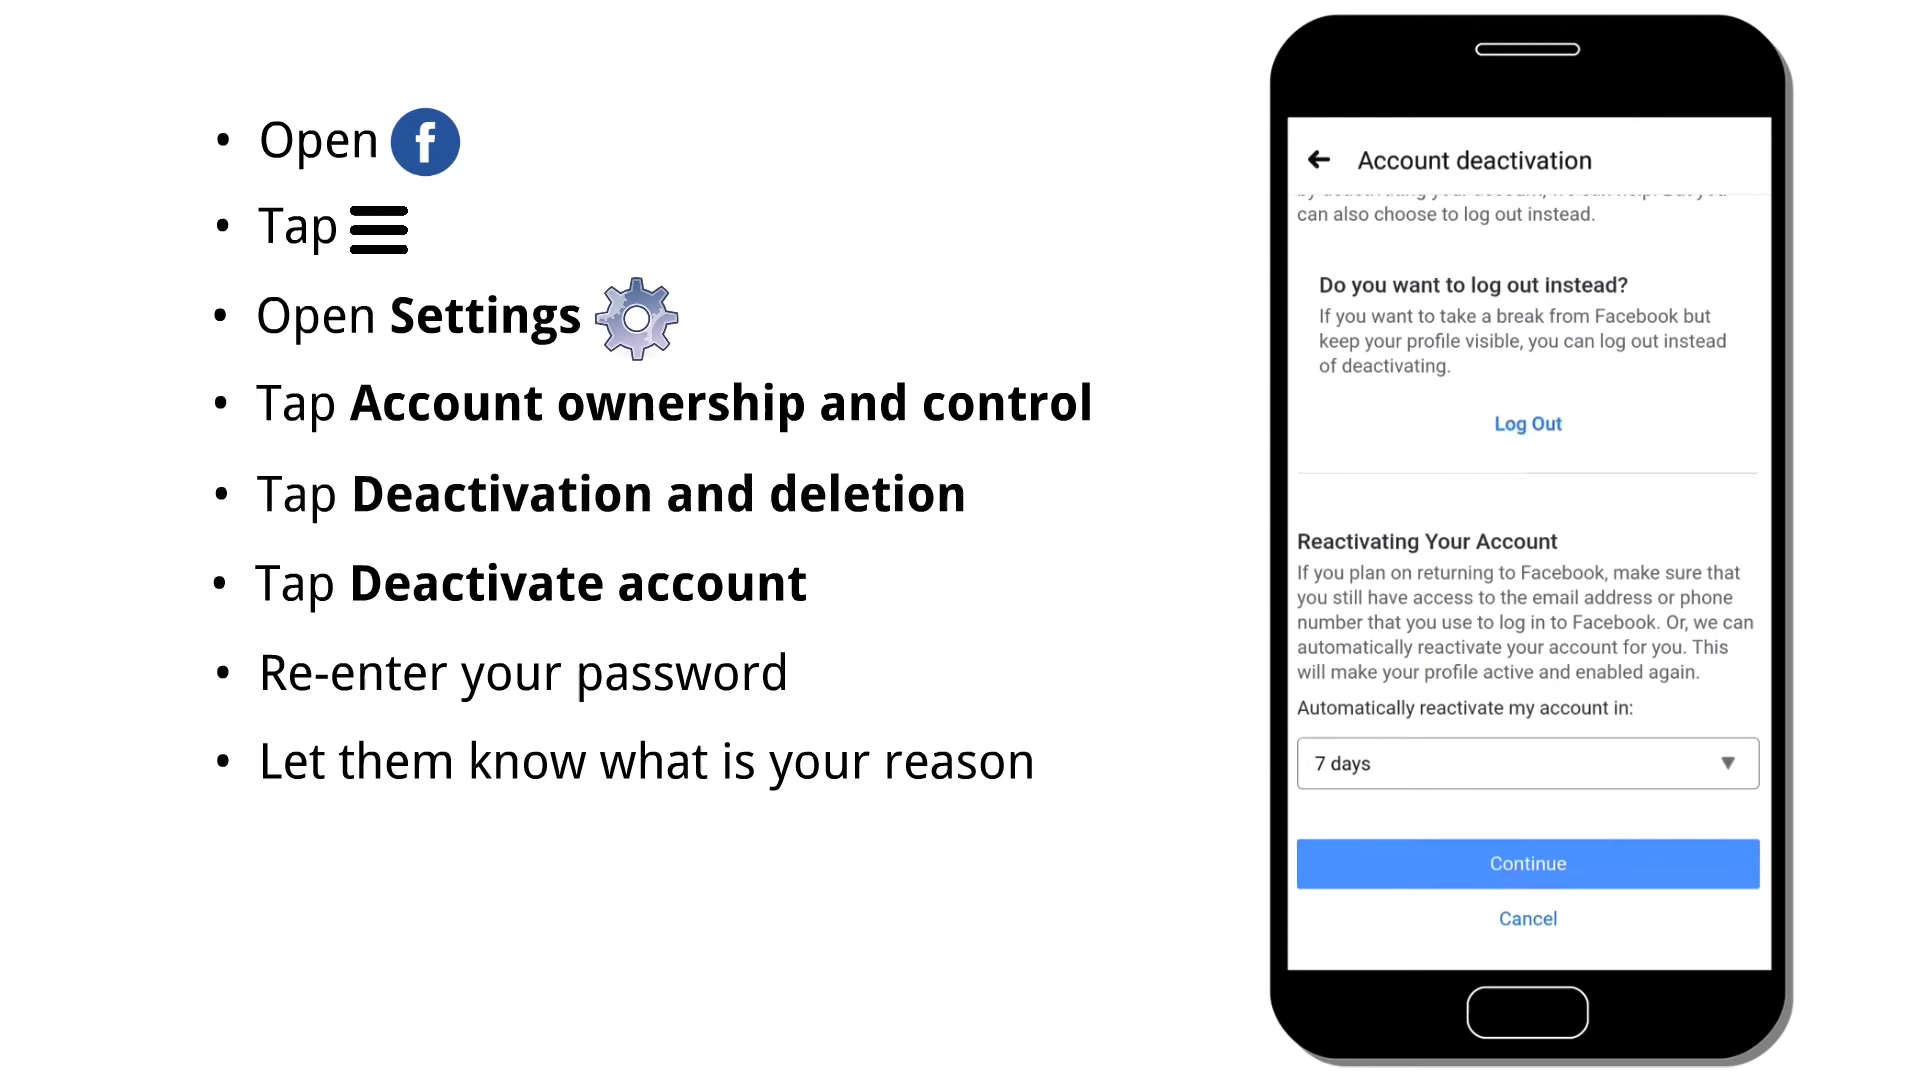 • Open f
• Tap
• Open Settings
• Tap Account ownership and control
• Tap Deactivation and deletion
• Tap Deactivate account
• Re-enter your password
• Let them know what is your reason
Account deactivation
can also choose to log out instead.
Do you want to log out instead?
If you want to take a break from Facebook but
keep your profile visible, you can log out instead
of deactivating.
Log Out
Reactivating Your Account
If you plan on returning to Facebook, make sure that
you still have access to the email address or phone
number that you use to log in to Facebook. Or, we can
automatically reactivate your account for you. This
will make your profile active and enabled again.
Automatically reactivate my account in:
7 days
Continue
Cancel